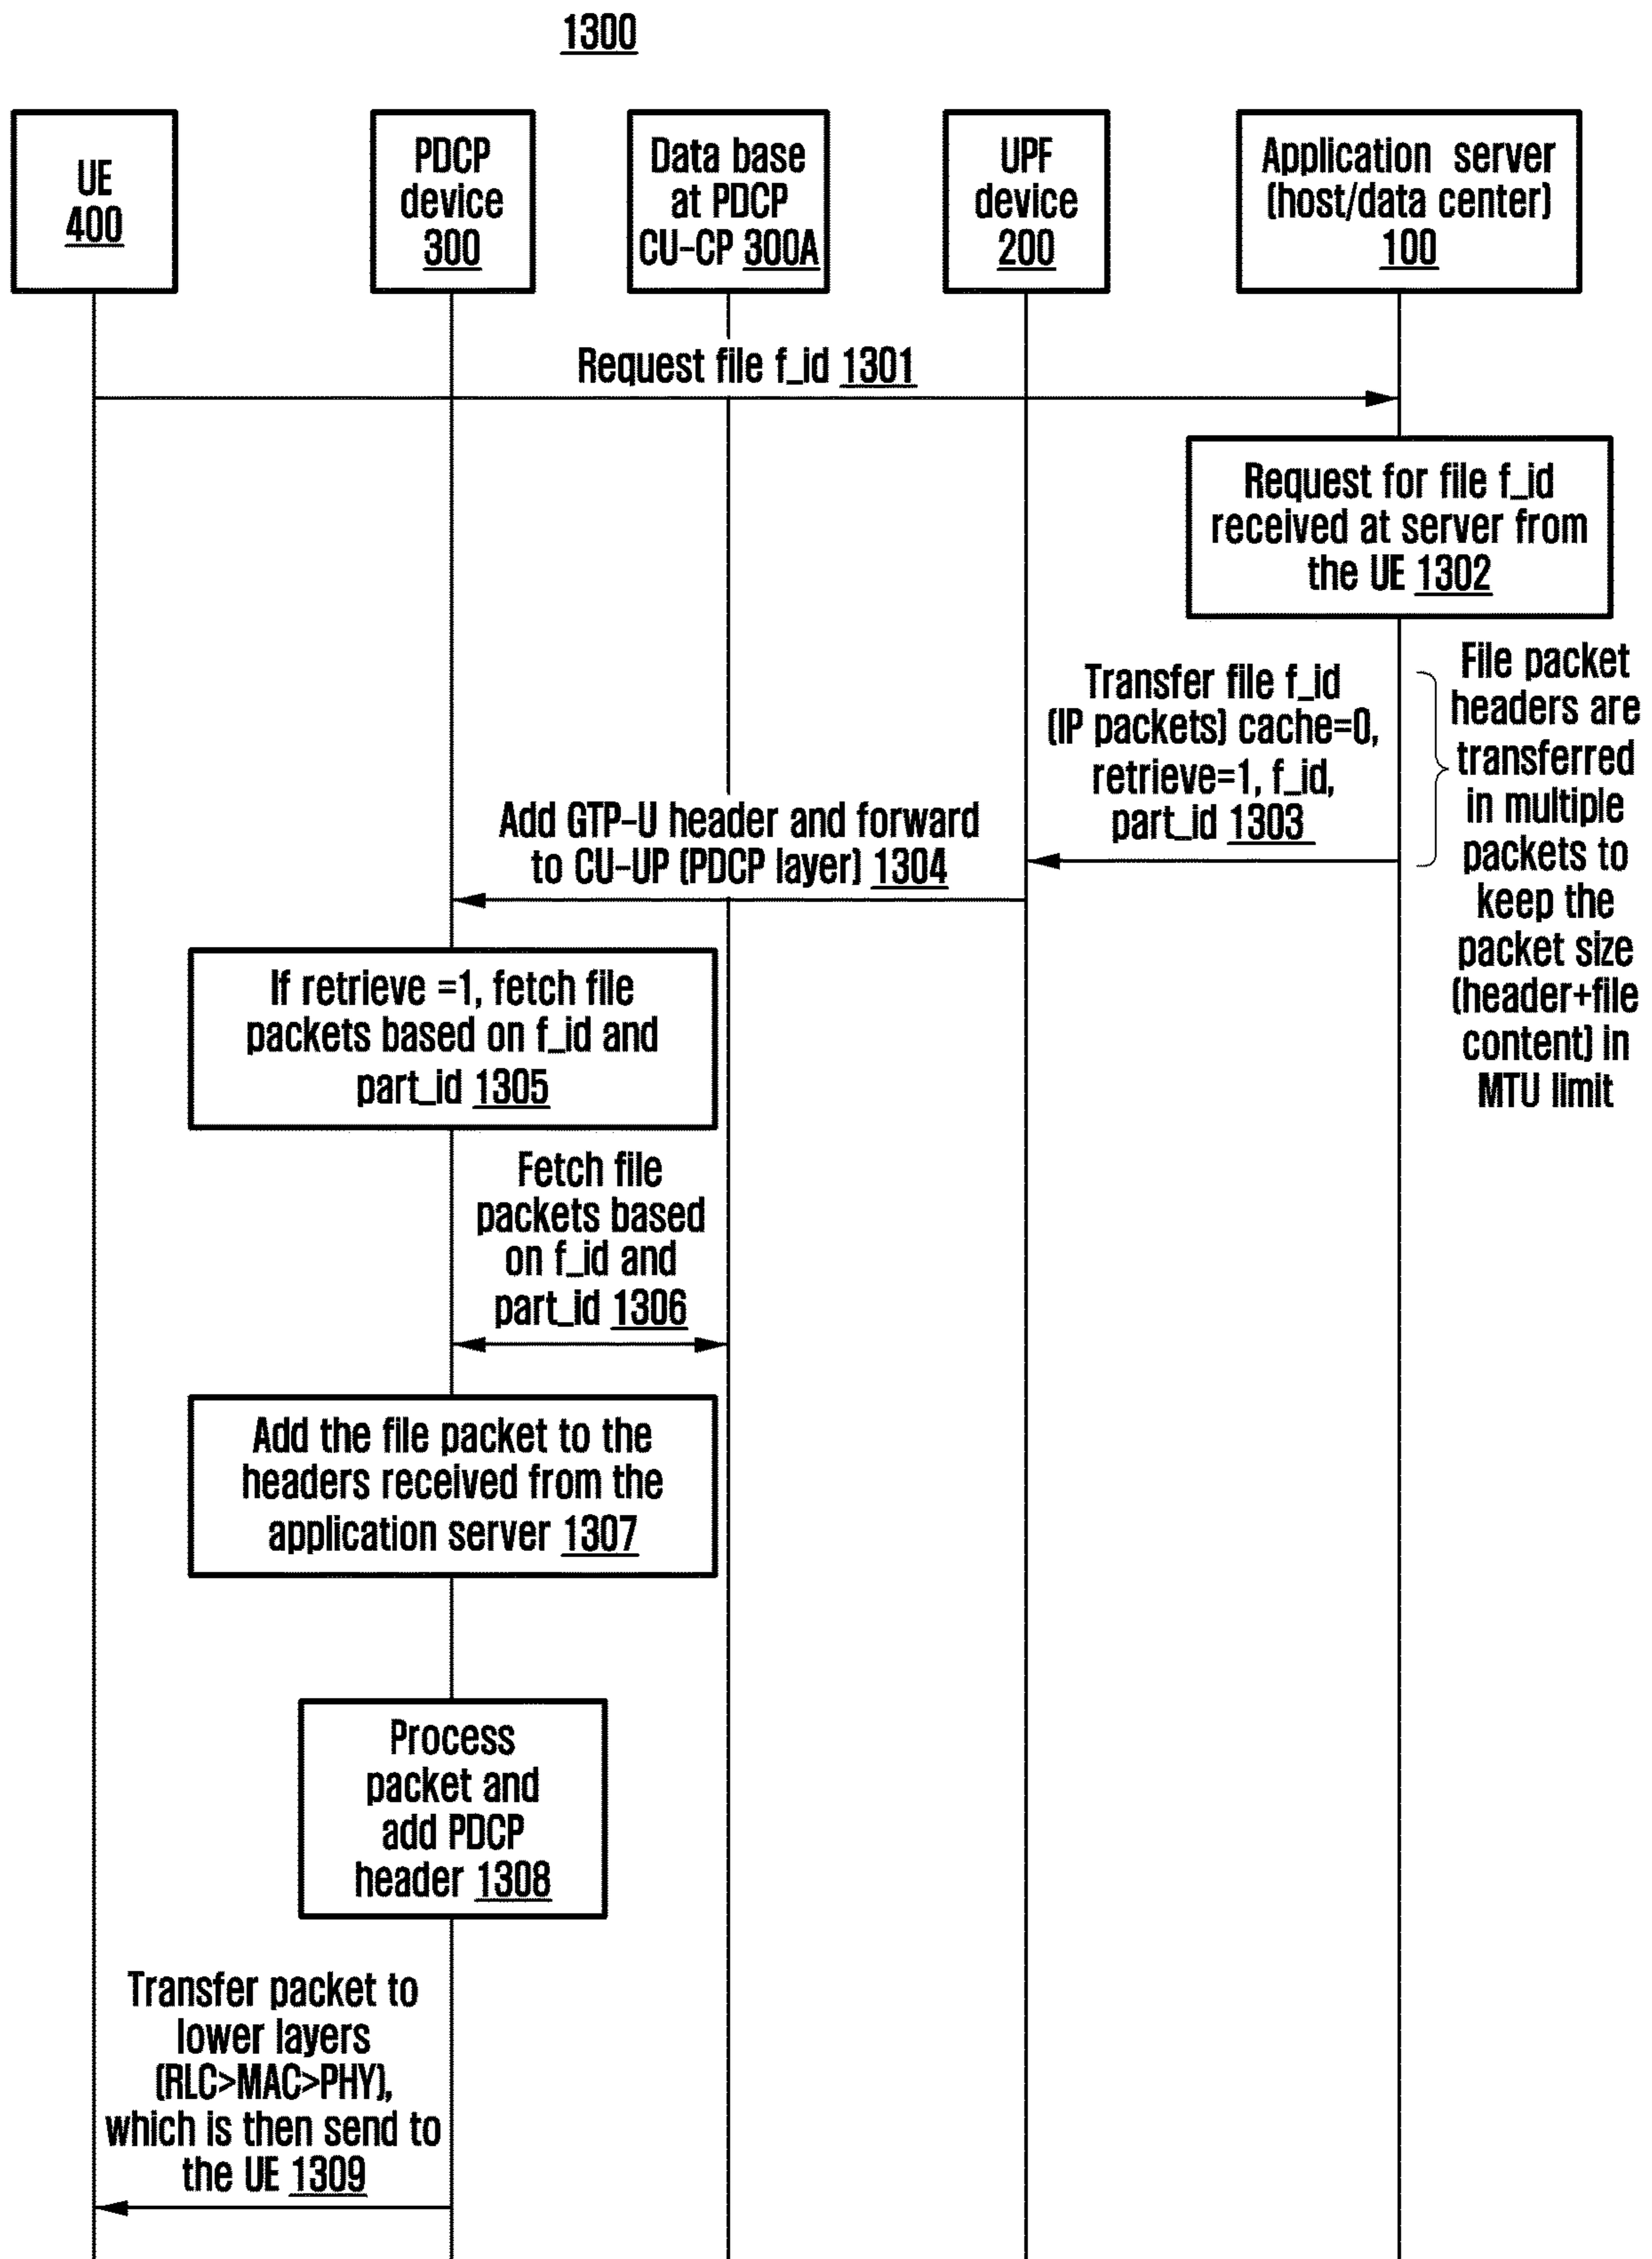 1300
UE
400
PDCP
device
300
Data base
at PDCP
CU-CP 300A
UPF
device
200
Application server
(host/data center)
100
Request file f_id 1301
Request for file f_id
received at server from
the UE 1302
Transfer file f_id
(IP packets) cache=0,
retrieve=1, f_id,
part_id 1303
File packet
headers are
transferred
in multiple
packets to
keep the
packet size
(header+file
content) in
MTU limit
Add GTP-U header and forward
to CU-UP (PDCP layer) 1304
If retrieve =1, fetch file
packets based on f_id and
part_id 1305
Fetch file
packets based
on f_id and
part_id 1306
Add the file packet to the
headers received from the
application server 1307
Process
packet and
add PDCP
header 1308
Transfer packet to
lower layers
(RLC>MAC>PHY),
which is then send to
the UE 1309